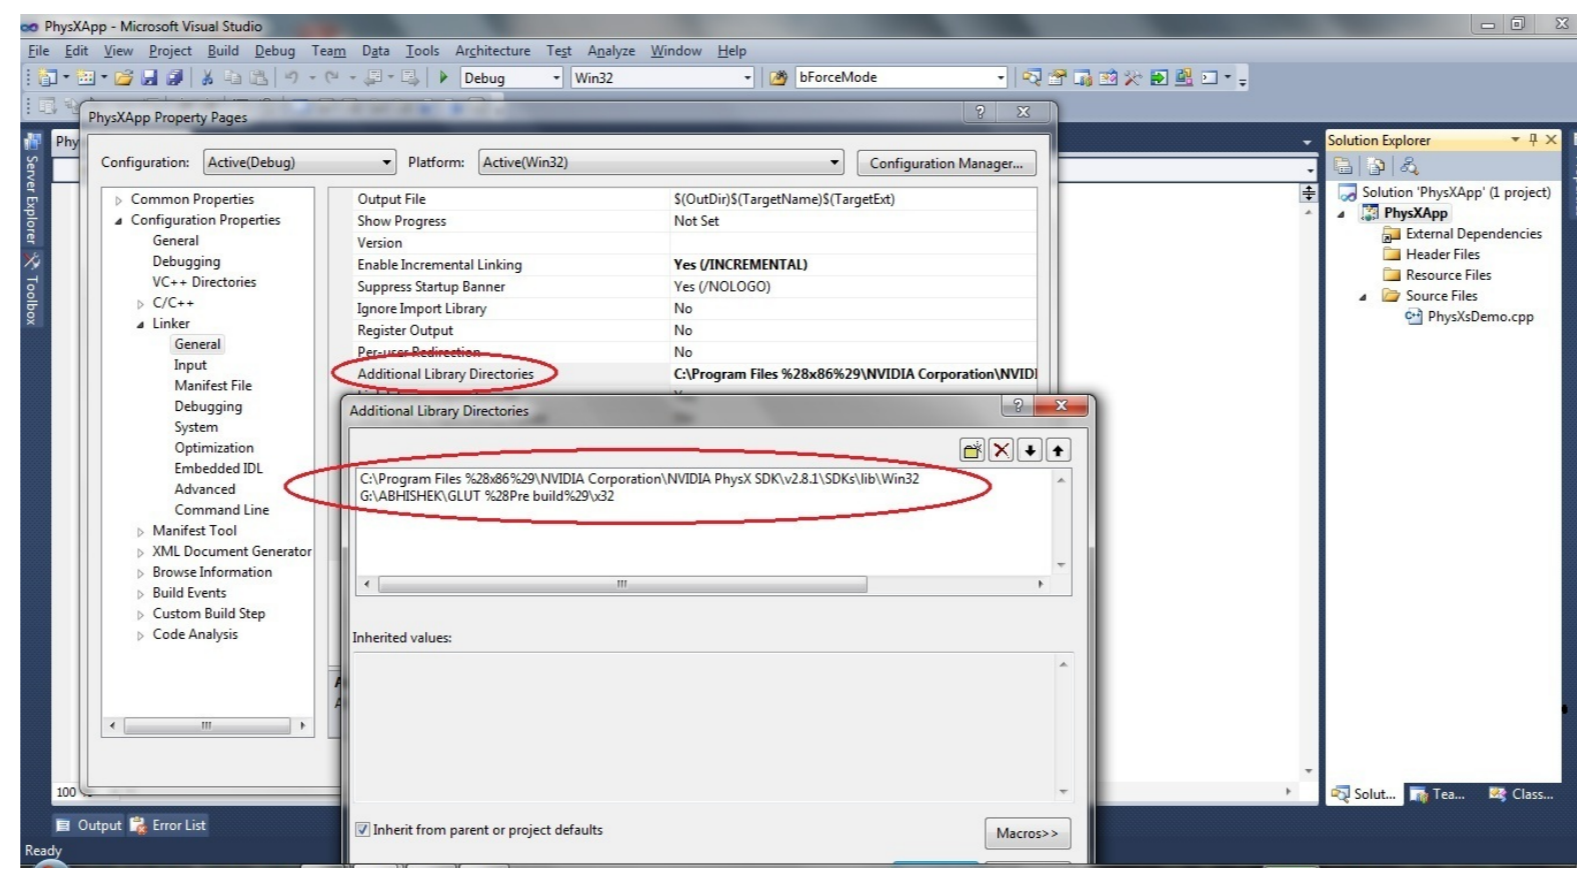 PhysXApp - Microsoft Visual Studio
File Edit View Project Build Debug Team Data Tools Architecture Test Analyze Window Help
Debug Win32 bForceMode
PhysXApp Property Pages
Phy
Configuration: Active(Debug) Platform: Active(Win32) Configuration Manager...
Server Explorer
Toolbox
Common Properties
Configuration Properties
General
Debugging
VC++ Directories
C/C++
Linker
General
Input
Manifest File
Debugging
System
Optimization
Embedded IDL
Advanced
Command Line
Manifest Tool
XML Document Generator
Browse Information
Build Events
Custom Build Step
Code Analysis
Output File $(OutDir)$(TargetName)$(TargetExt)
Show Progress Not Set
Version
Enable Incremental Linking Yes (/INCREMENTAL)
Suppress Startup Banner Yes (/NOLOGO)
Ignore Import Library No
Register Output No
Per-user Redirection No
Additional Library Directories C:\Program Files %28x86%29\NVIDIA Corporation\NVIDI
Additional Library Directories
C:\Program Files %28x86%29\NVIDIA Corporation\NVIDIA PhysX SDK\v2.8.1\SDKs\lib\Win32
G:\ABHISHEK\GLUT %28Pre build%29\x32
Inherited values:
Inherit from parent or project defaults
Macros>>
Solution Explorer
Solution 'PhysXApp' (1 project)
PhysXApp
External Dependencies
Header Files
Resource Files
Source Files
PhysXsDemo.cpp
Solut... Tea... Class...
100
Output Error List
Ready